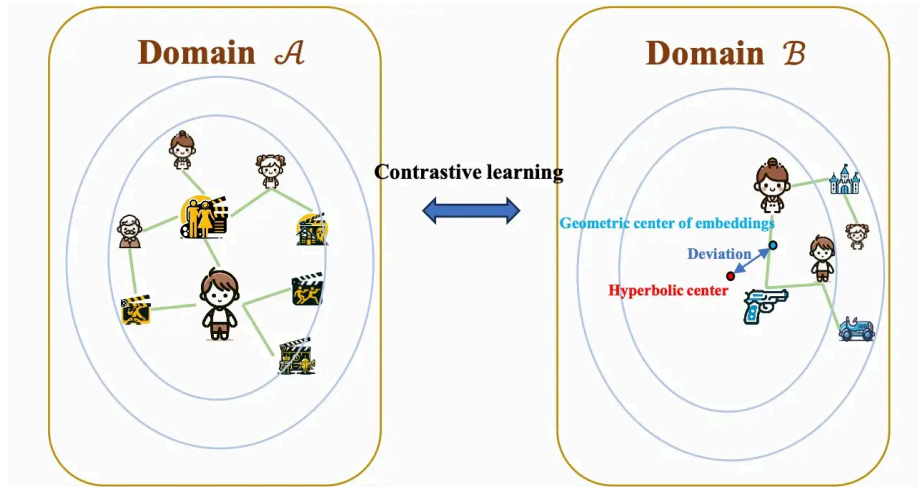 Domain 𝒜
Domain ℬ
Contrastive learning
Geometric center of embeddings
Deviation
Hyperbolic center